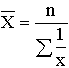 X̅ = n / ∑ 1/x